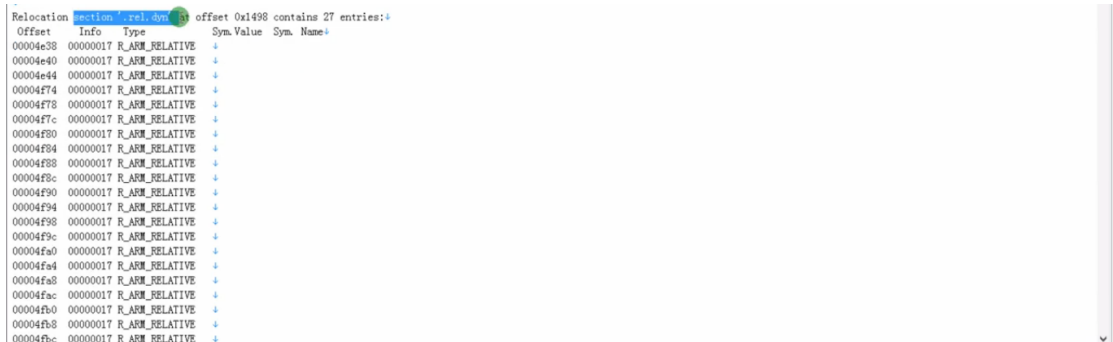 Relocation section '.rel.dyn' at offset 0x1498 contains 27 entries:↓
Offset Info Type Sym.Value Sym. Name↓
00004e38 00000017 R_ARM_RELATIVE ↓
00004e40 00000017 R_ARM_RELATIVE ↓
00004e44 00000017 R_ARM_RELATIVE ↓
00004f74 00000017 R_ARM_RELATIVE ↓
00004f78 00000017 R_ARM_RELATIVE ↓
00004f7c 00000017 R_ARM_RELATIVE ↓
00004f80 00000017 R_ARM_RELATIVE ↓
00004f84 00000017 R_ARM_RELATIVE ↓
00004f88 00000017 R_ARM_RELATIVE ↓
00004f8c 00000017 R_ARM_RELATIVE ↓
00004f90 00000017 R_ARM_RELATIVE ↓
00004f94 00000017 R_ARM_RELATIVE ↓
00004f98 00000017 R_ARM_RELATIVE ↓
00004f9c 00000017 R_ARM_RELATIVE ↓
00004fa0 00000017 R_ARM_RELATIVE ↓
00004fa4 00000017 R_ARM_RELATIVE ↓
00004fa8 00000017 R_ARM_RELATIVE ↓
00004fac 00000017 R_ARM_RELATIVE ↓
00004fb0 00000017 R_ARM_RELATIVE ↓
00004fb8 00000017 R_ARM_RELATIVE ↓
00004fbc 00000017 R_ARM_RELATIVE ↓